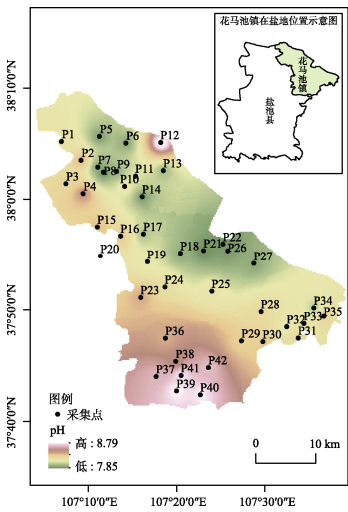 花马池镇在盐地位置示意图
花马池镇
盐池县
38°10′0″N
38°0′0″N
37°50′0″N
37°40′0″N
P1
P5
P6
P12
P2
P7
P9
P8
P11
P13
P3
P4
P10
P14
P15
P16
P17
P20
P19
P18
P21
P22
P26
P27
P23
P24
P25
P28
P34
P35
P33
P32
P31
P29
P30
P36
P38
P37
P41
P42
P39
P40
图例
采集点
pH
高 : 8.79
低 : 7.85
0 10 km
107°10′0″E
107°20′0″E
107°30′0″E